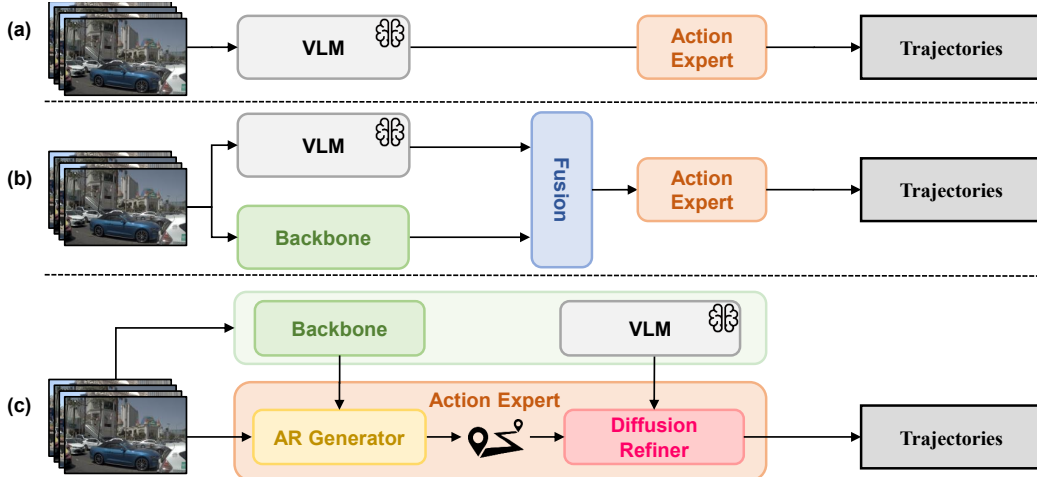 (a)
VLM
Action
Expert
Trajectories
(b)
VLM
Backbone
Fusion
Action
Expert
Trajectories
(c)
Backbone
VLM
Action Expert
AR Generator
Diffusion
Refiner
Trajectories